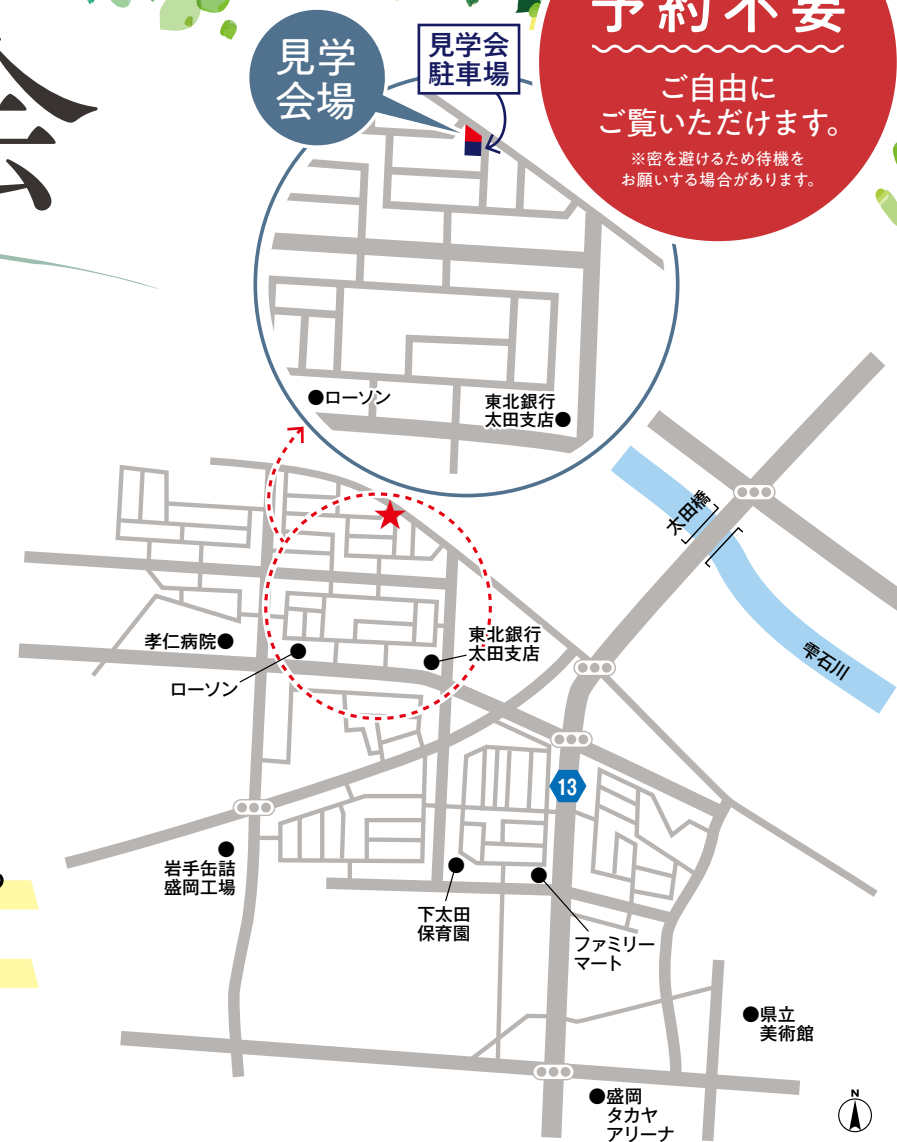 会
見学
会場
見学会
駐車場
予約不要
ご自由に
ご覧いただけます。
※密を避けるため待機を
お願いする場合があります。
ローソン
東北銀行
太田支店
太田橋
雫石川
孝仁病院
ローソン
東北銀行
太田支店
13
岩手缶詰
盛岡工場
下太田
保育園
ファミリー
マート
県立
美術館
盛岡
タカヤ
アリーナ
N